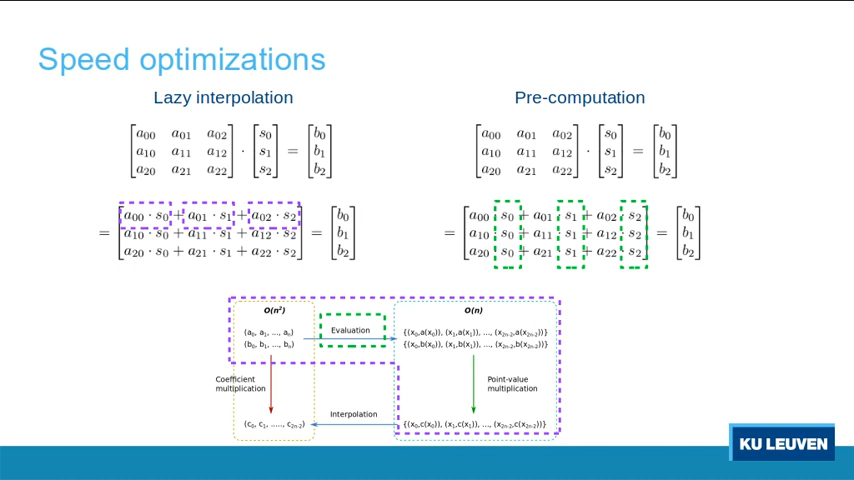 Speed optimizations
Lazy interpolation
[a₀₀ a₀₁ a₀₂] [s₀] [b₀]
[a₁₀ a₁₁ a₁₂] · [s₁] = [b₁]
[a₂₀ a₂₁ a₂₂] [s₂] [b₂]
[a₀₀ · s₀ + a₀₁ · s₁ + a₀₂ · s₂] [b₀]
= [a₁₀ · s₀ + a₁₁ · s₁ + a₁₂ · s₂] = [b₁]
[a₂₀ · s₀ + a₂₁ · s₁ + a₂₂ · s₂] [b₂]
Pre-computation
[a₀₀ a₀₁ a₀₂] [s₀] [b₀]
[a₁₀ a₁₁ a₁₂] · [s₁] = [b₁]
[a₂₀ a₂₁ a₂₂] [s₂] [b₂]
[a₀₀ · s₀ + a₀₁ · s₁ + a₀₂ · s₂] [b₀]
= [a₁₀ · s₀ + a₁₁ · s₁ + a₁₂ · s₂] = [b₁]
[a₂₀ · s₀ + a₂₁ · s₁ + a₂₂ · s₂] [b₂]
O(n²)
O(n)
(a₀, a₁, ..., aₙ)
(b₀, b₁, ..., bₙ)
Evaluation
{(x₀,a(x₀)), (x₁,a(x₁)), ..., (x₂ₙ₋₂,a(x₂ₙ₋₂))}
{(x₀,b(x₀)), (x₁,b(x₁)), ..., (x₂ₙ₋₂,b(x₂ₙ₋₂))}
Coefficient
multiplication
Point-value
multiplication
Interpolation
(c₀, c₁, ....., c₂ₙ₋₂)
{(x₀,c(x₀)), (x₁,c(x₁)), ..., (x₂ₙ₋₂,c(x₂ₙ₋₂))}
KU LEUVEN